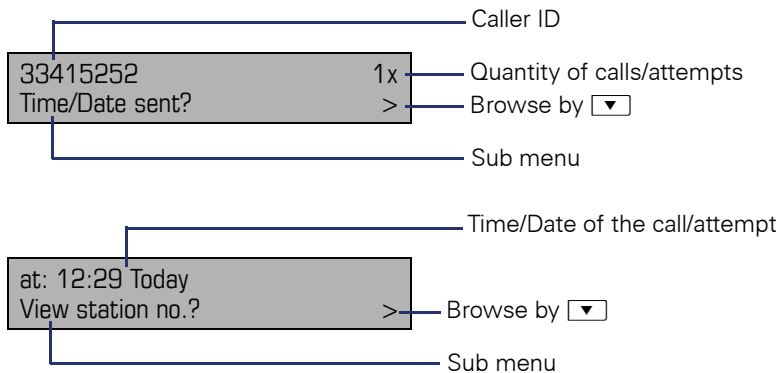 Caller ID
33415252 1x
Quantity of calls/attempts
Time/Date sent? >
Browse by ▼
Sub menu
Time/Date of the call/attempt
at: 12:29 Today
View station no.? >
Browse by ▼
Sub menu